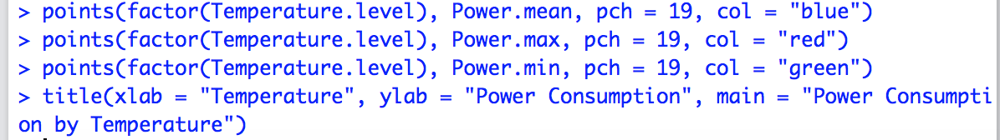 > points(factor(Temperature.level), Power.mean, pch = 19, col = "blue")
> points(factor(Temperature.level), Power.max, pch = 19, col = "red")
> points(factor(Temperature.level), Power.min, pch = 19, col = "green")
> title(xlab = "Temperature", ylab = "Power Consumption", main = "Power Consumpti
on by Temperature")